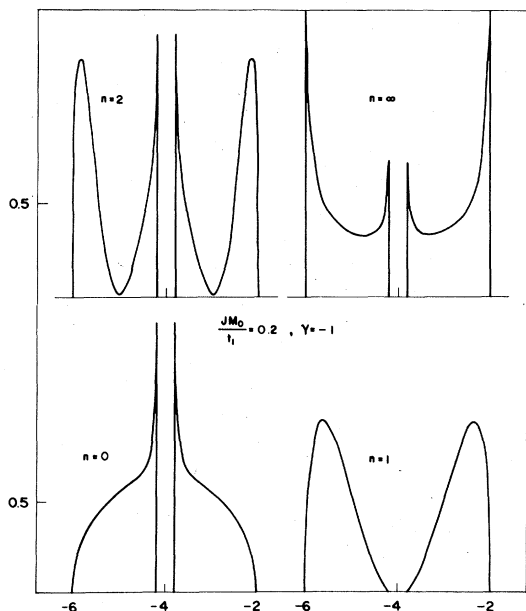 n=2
n=∞
0.5
JM₀/t₁ = 0.2 , γ = −1
n=0
n=1
0.5
-6 -4 -2 -6 -4 -2